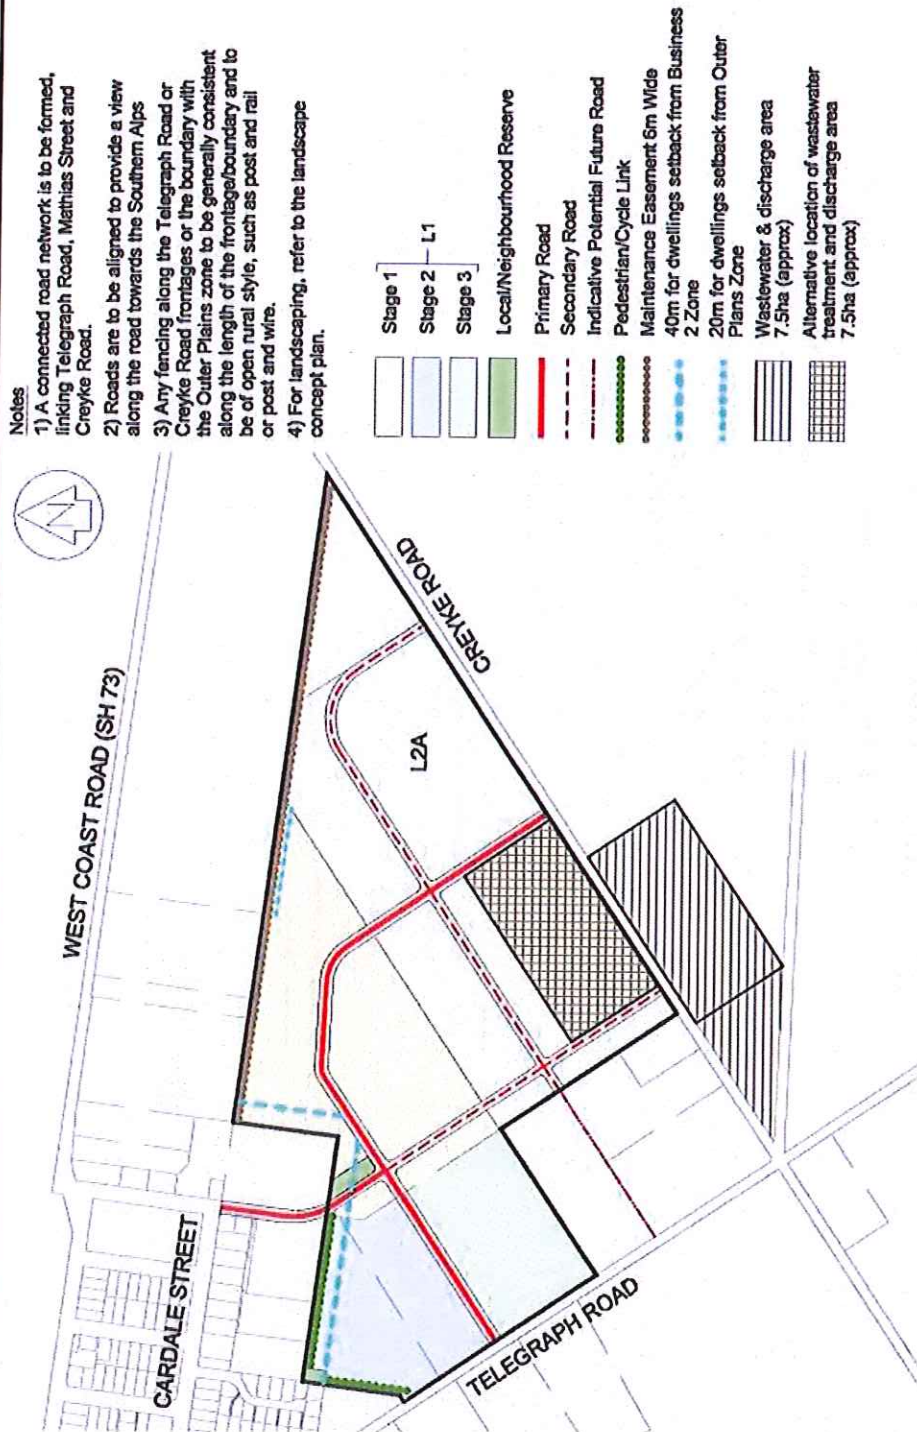 Notes
1) A connected road network is to be formed,
linking Telegraph Road, Mathias Street and
Creyke Road.
2) Roads are to be aligned to provide a view
along the road towards the Southern Alps
3) Any fencing along the Telegraph Road or
Creyke Road frontages or the boundary with
the Outer Plains zone to be generally consistent
along the length of the frontage/boundary and to
be of open rural style, such as post and rail
or post and wire.
4) For landscaping, refer to the landscape
concept plan.
Stage 1
Stage 2
L1
Stage 3
Local/Neighbourhood Reserve
Primary Road
Secondary Road
Indicative Potential Future Road
Pedestrian/Cycle Link
Maintenance Easement 6m Wide
40m for dwellings setback from Business
2 Zone
20m for dwellings setback from Outer
Plans Zone
Wastewater & discharge area
7.5ha (approx)
Alternative location of wastewater
treatment and discharge area
7.5ha (approx)
N
WEST COAST ROAD (SH 73)
CARDALE STREET
CREYKE ROAD
L2A
TELEGRAPH ROAD